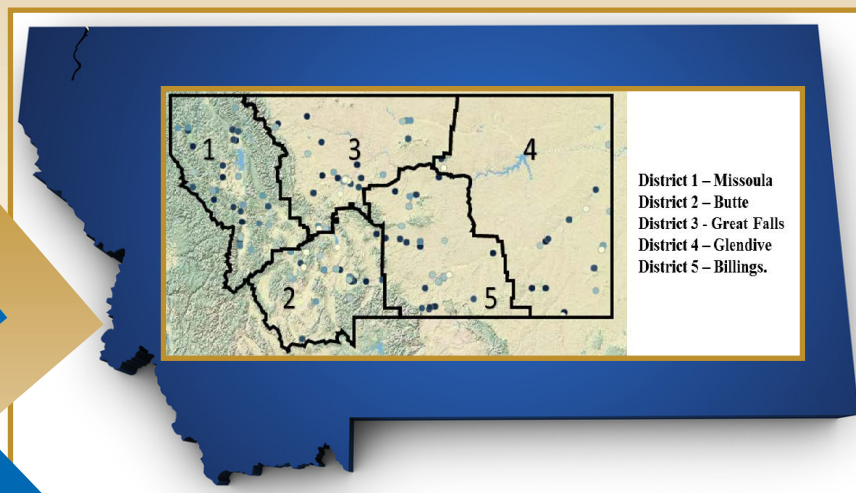 1
3
4
2
5
District 1 – Missoula
District 2 – Butte
District 3 - Great Falls
District 4 – Glendive
District 5 – Billings.